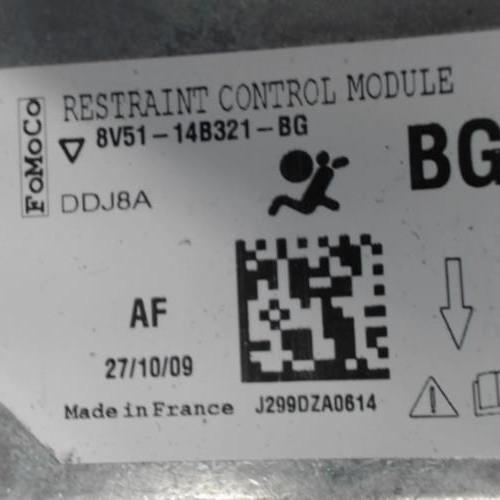 FoMoCo
RESTRAINT CONTROL MODULE
8V51-14B321-BG
BG
DDJ8A
AF
27/10/09
Made in France
J299DZA0614